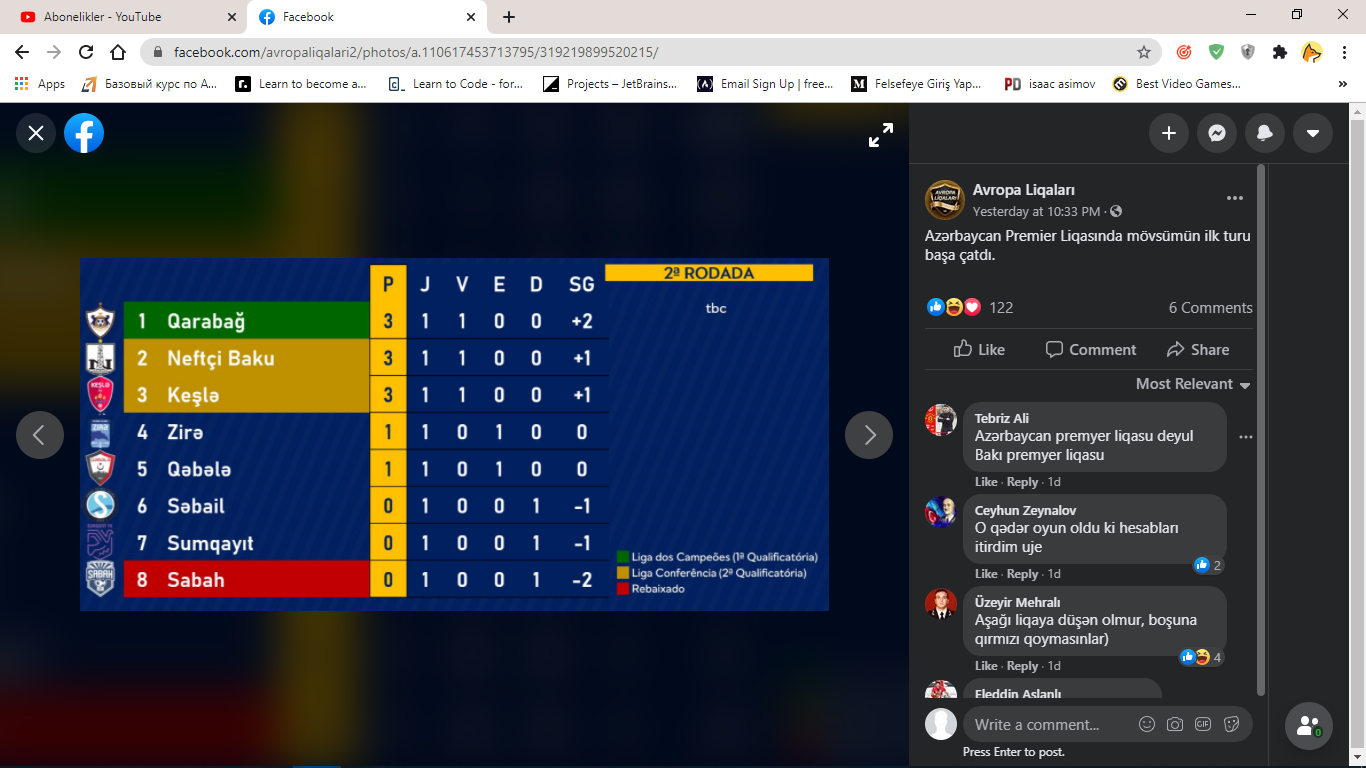 Abonelikler - YouTube
Facebook
facebook.com/avropaliqalari2/photos/a.110617453713795/319219899520215/
Apps
Базовый курс по A...
Learn to become a...
Learn to Code - for...
Projects – JetBrains...
Email Sign Up | free...
Felsefeye Giriş Yap...
isaac asimov
Best Video Games...
P J V E D SG
1 Qarabağ 3 1 1 0 0 +2
2 Neftçi Baku 3 1 1 0 0 +1
3 Keşlə 3 1 1 0 0 +1
4 Zirə 1 1 0 1 0 0
5 Qəbələ 1 1 0 1 0 0
6 Səbail 0 1 0 0 1 -1
7 Sumqayıt 0 1 0 0 1 -1
8 Sabah 0 1 0 0 1 -2
2ª RODADA
tbc
Liga dos Campeões (1ª Qualificatória)
Liga Conferência (2ª Qualificatória)
Rebaixado
Avropa Liqaları
Yesterday at 10:33 PM ·
Azərbaycan Premier Liqasında mövsümün ilk turu
başa çatdı.
122
6 Comments
Like
Comment
Share
Most Relevant
Tebriz Ali
Azərbaycan premyer liqasu deyul
Bakı premyer liqasu
Like · Reply · 1d
Ceyhun Zeynalov
O qədər oyun oldu ki hesabları
itirdim uje
2
Like · Reply · 1d
Üzeyir Mehralı
Aşağı liqaya düşən olmur, boşuna
qırmızı qoymasınlar)
4
Like · Reply · 1d
Eleddin Aslanlı
Write a comment...
GIF
Press Enter to post.
0